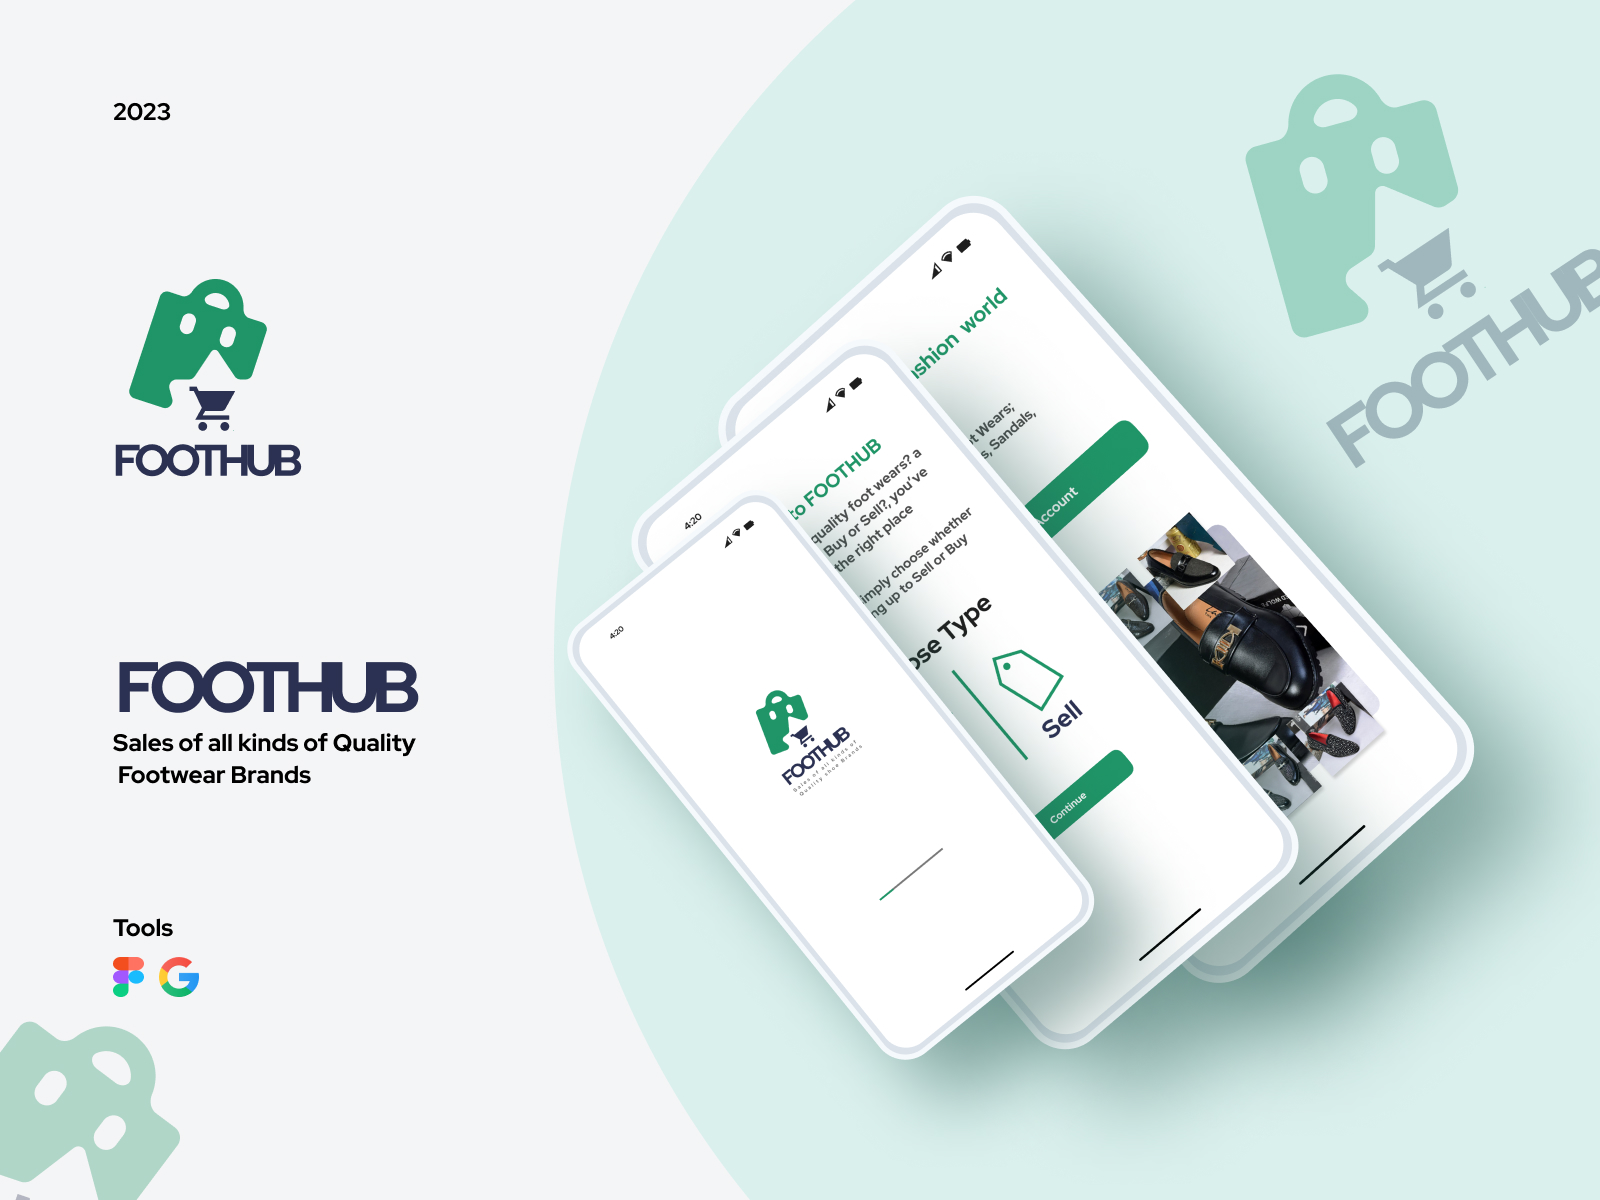 2023
FOOTHUB
FOOTHUB
Sales of all kinds of Quality
Footwear Brands
Tools
4:20
FOOTHUB
Sales of all kinds of
Quality shoe Brands
4:20
to FOOTHUB
quality foot wears? a
Buy or Sell?, you've
the right place
imply choose whether
ng up to Sell or Buy
ose Type
Sell
Continue
ashion world
t Wears;
s, Sandals,
Account
FOOTHUB